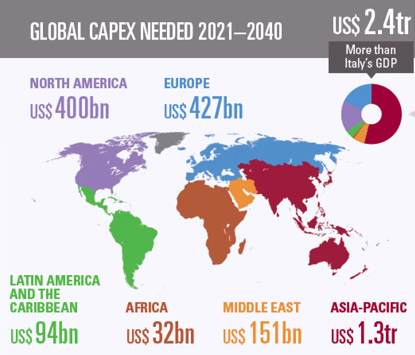 GLOBAL CAPEX NEEDED 2021–2040
US$ 2.4tr
More than
Italy's GDP
NORTH AMERICA
US$ 400bn
EUROPE
US$ 427bn
LATIN AMERICA
AND THE
CARIBBEAN
US$ 94bn
AFRICA
US$ 32bn
MIDDLE EAST
US$ 151bn
ASIA-PACIFIC
US$ 1.3tr